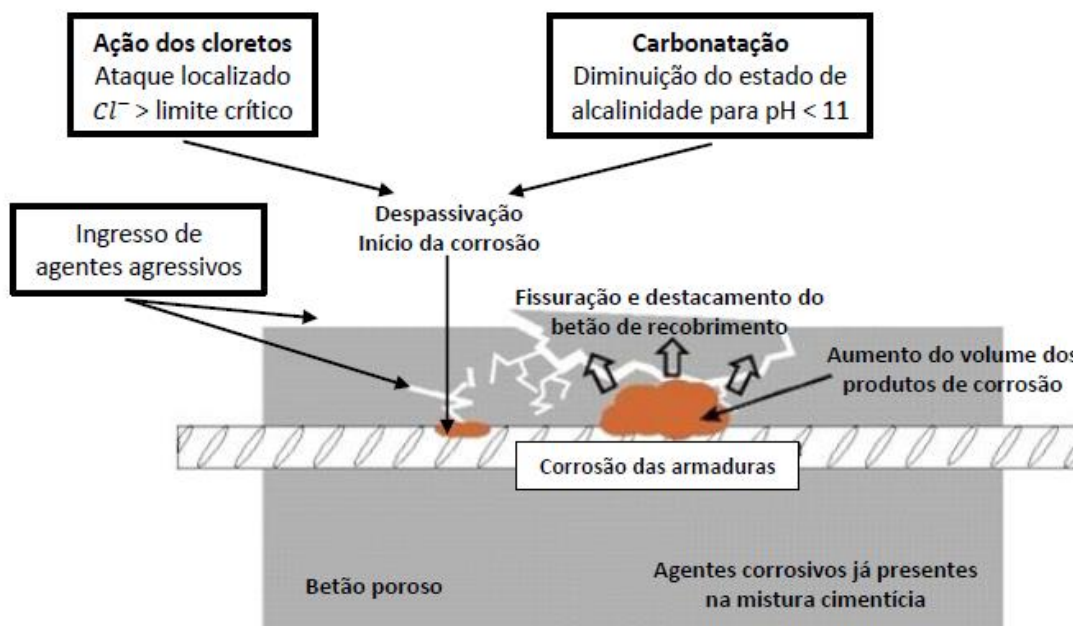 Ação dos cloretos
Ataque localizado
Cl⁻ > limite crítico
Carbonatação
Diminuição do estado de
alcalinidade para pH < 11
Despassivação
Início da corrosão
Ingresso de
agentes agressivos
Fissuração e destacamento do
betão de recobrimento
Aumento do volume dos
produtos de corrosão
Corrosão das armaduras
Betão poroso
Agentes corrosivos já presentes
na mistura cimentícia